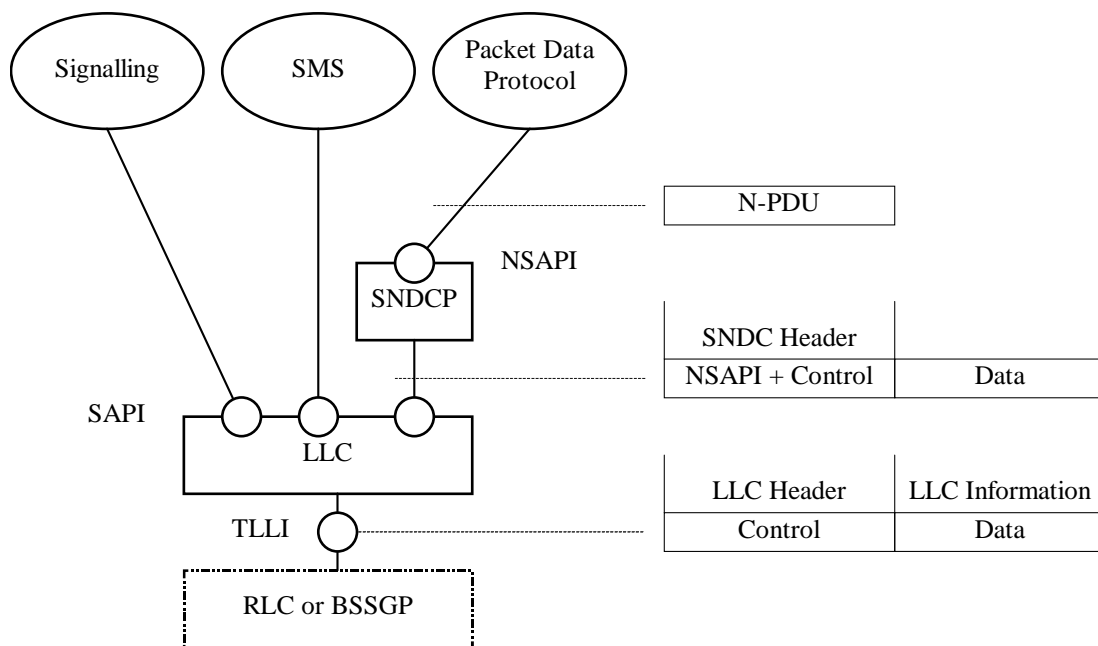 Signalling
SMS
Packet Data
Protocol
N-PDU
NSAPI
SNDCP
SNDC Header
NSAPI + Control
Data
SAPI
LLC
LLC Header
LLC Information
TLLI
Control
Data
RLC or BSSGP